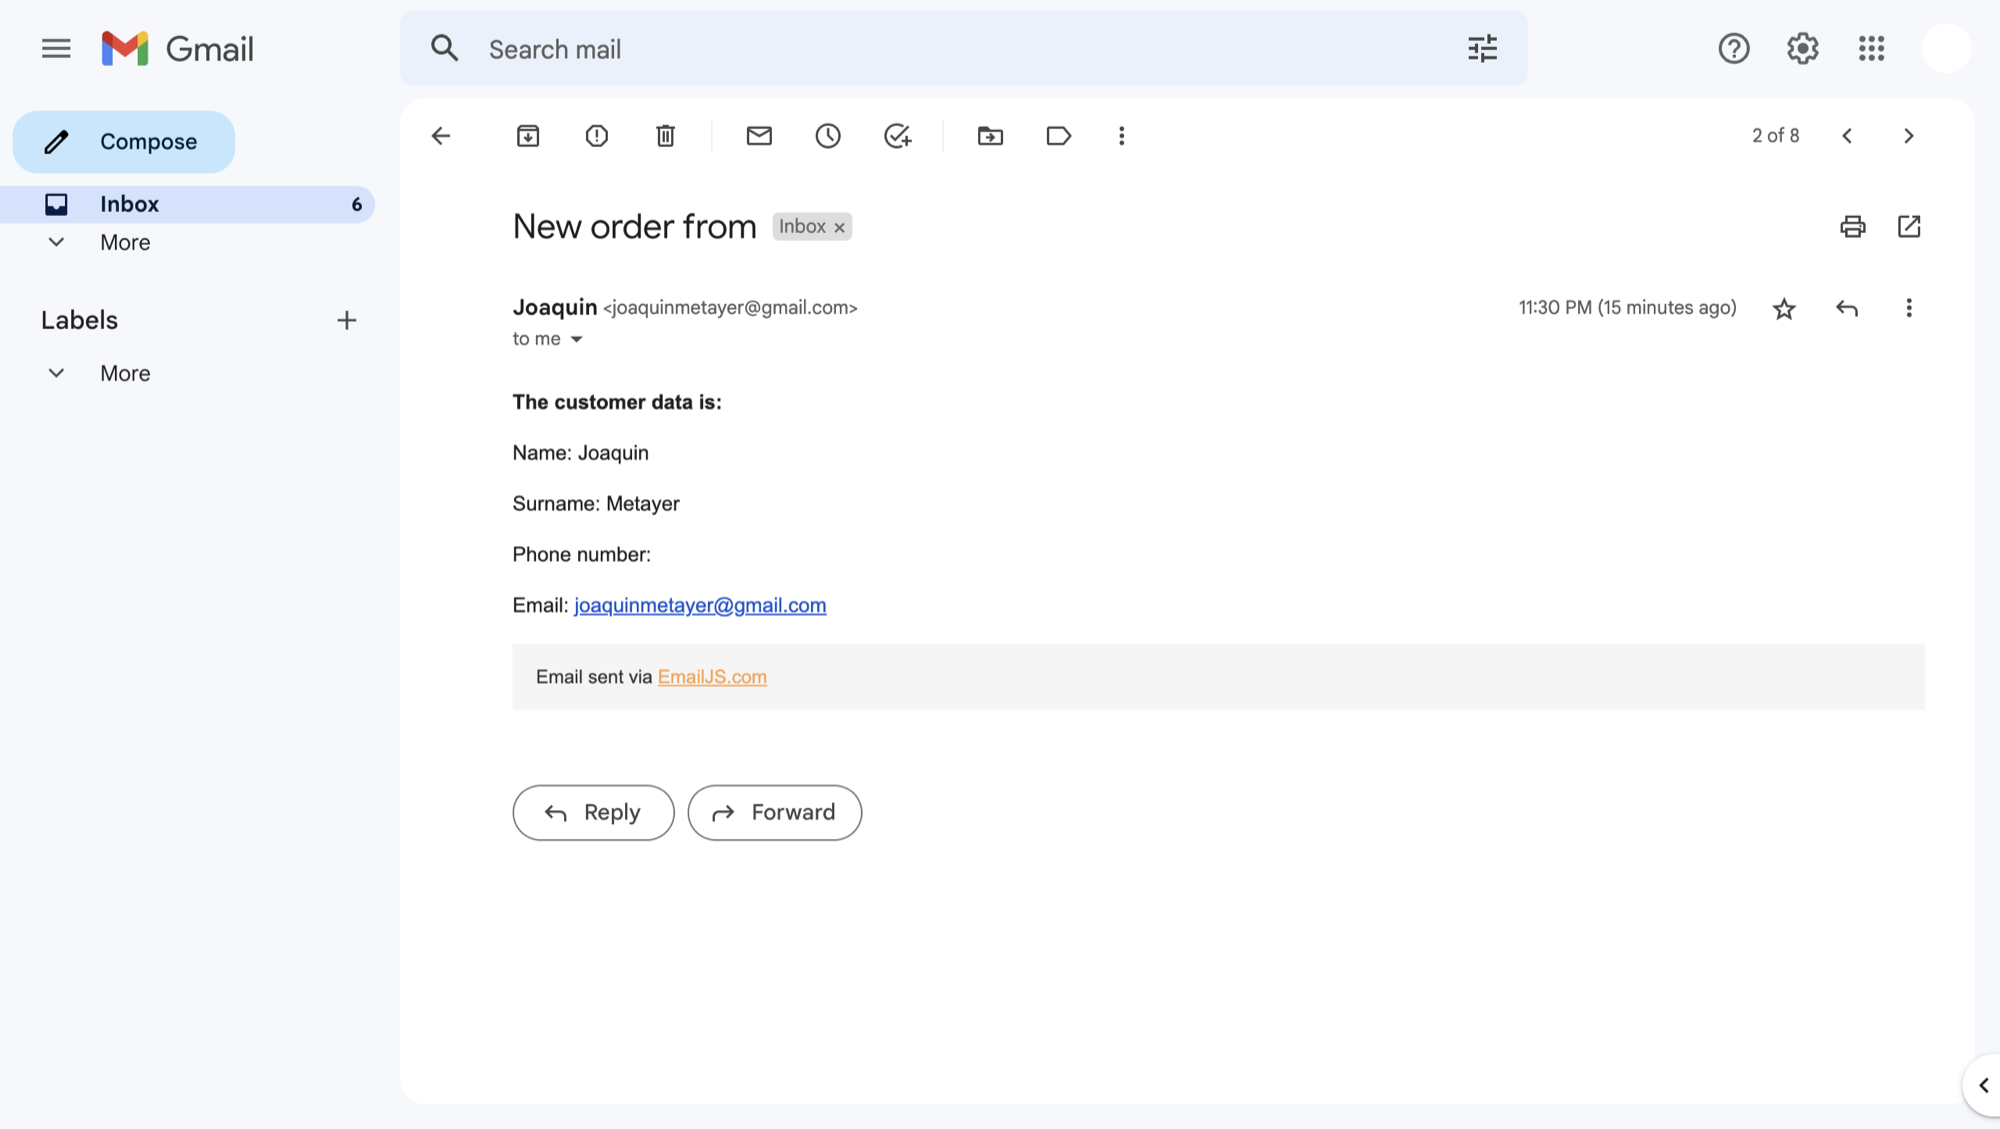 Gmail
Search mail
Compose
Inbox 6
More
Labels
More
2 of 8
New order from Inbox ×
Joaquin <joaquinmetayer@gmail.com> 11:30 PM (15 minutes ago)
to me
The customer data is:
Name: Joaquin
Surname: Metayer
Phone number:
Email: joaquinmetayer@gmail.com
Email sent via EmailJS.com
Reply Forward